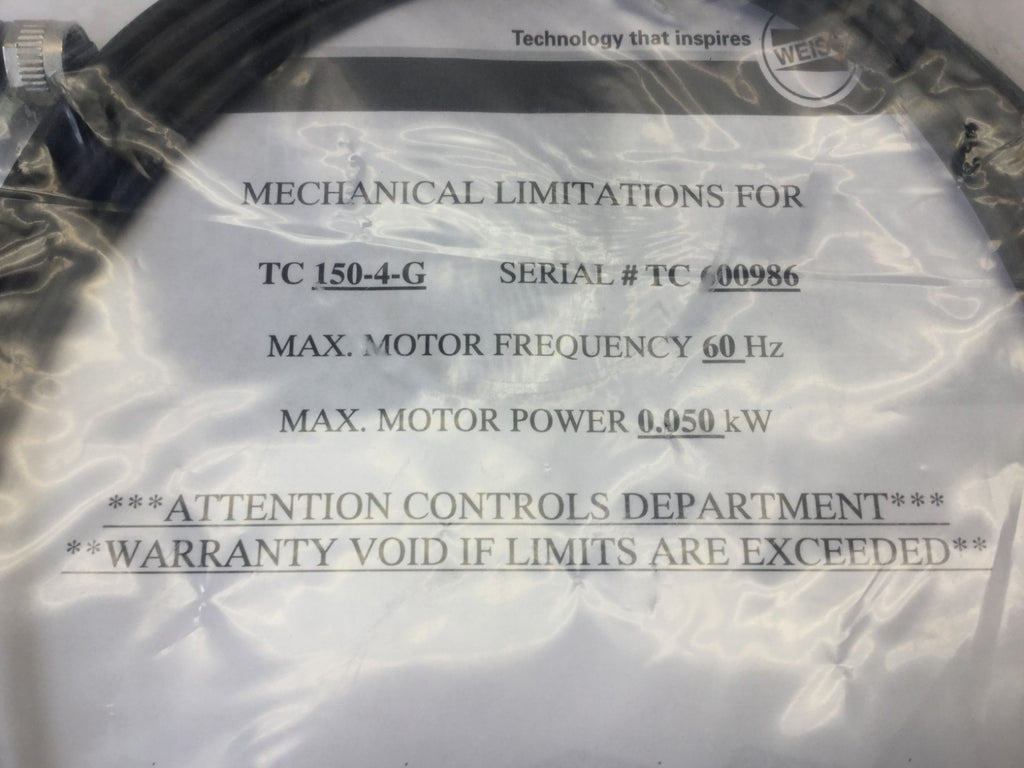 Technology that inspires
WEISS
MECHANICAL LIMITATIONS FOR
TC 150-4-G SERIAL # TC 600986
MAX. MOTOR FREQUENCY 60 Hz
MAX. MOTOR POWER 0.050 kW
***ATTENTION CONTROLS DEPARTMENT***
**WARRANTY VOID IF LIMITS ARE EXCEEDED**